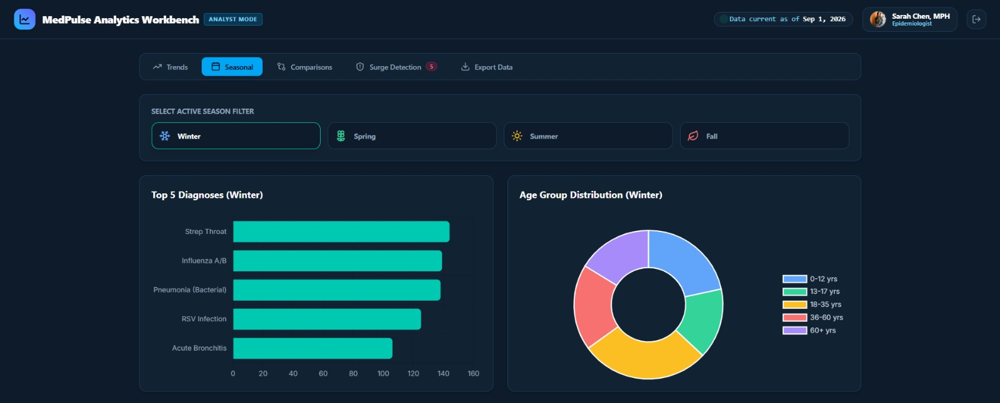 MedPulse Analytics Workbench
ANALYST MODE
Data current as of Sep 1, 2026
Sarah Chen, MPH
Epidemiologist
Trends
Seasonal
Comparisons
Surge Detection 5
Export Data
SELECT ACTIVE SEASON FILTER
Winter
Spring
Summer
Fall
Top 5 Diagnoses (Winter)
Strep Throat
Influenza A/B
Pneumonia (Bacterial)
RSV Infection
Acute Bronchitis
0 20 40 60 80 100 120 140 160
Age Group Distribution (Winter)
0-12 yrs
13-17 yrs
18-35 yrs
36-60 yrs
60+ yrs